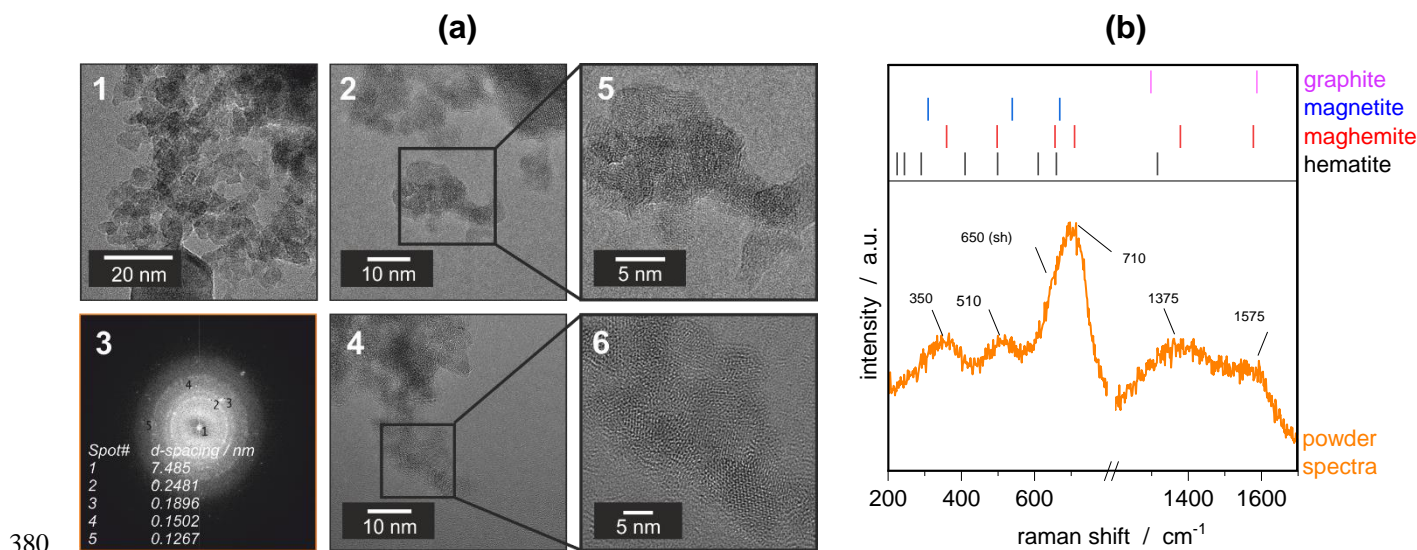 (a)
(b)
1
20 nm
2
10 nm
5
5 nm
3
4
2 3
5
1
Spot# d-spacing / nm
1 7.485
2 0.2481
3 0.1896
4 0.1502
5 0.1267
4
10 nm
6
5 nm
graphite
magnetite
maghemite
hematite
650 (sh)
710
350
510
1375
1575
intensity / a.u.
powder
spectra
200 400 600 1400 1600
raman shift / cm⁻¹
380